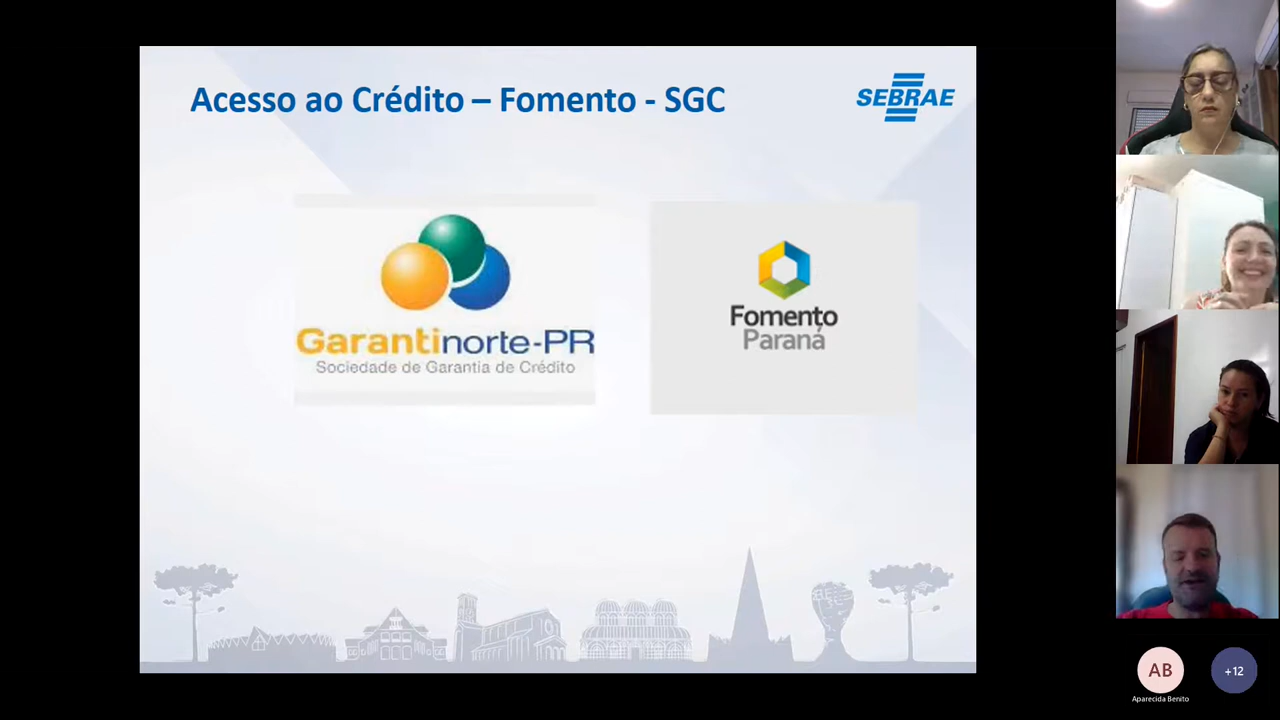 Acesso ao Crédito – Fomento - SGC
SEBRAE
Garantinorte-PR
Sociedade de Garantia de Crédito
Fomento
Paraná
AB
+12
Aparecida Benito